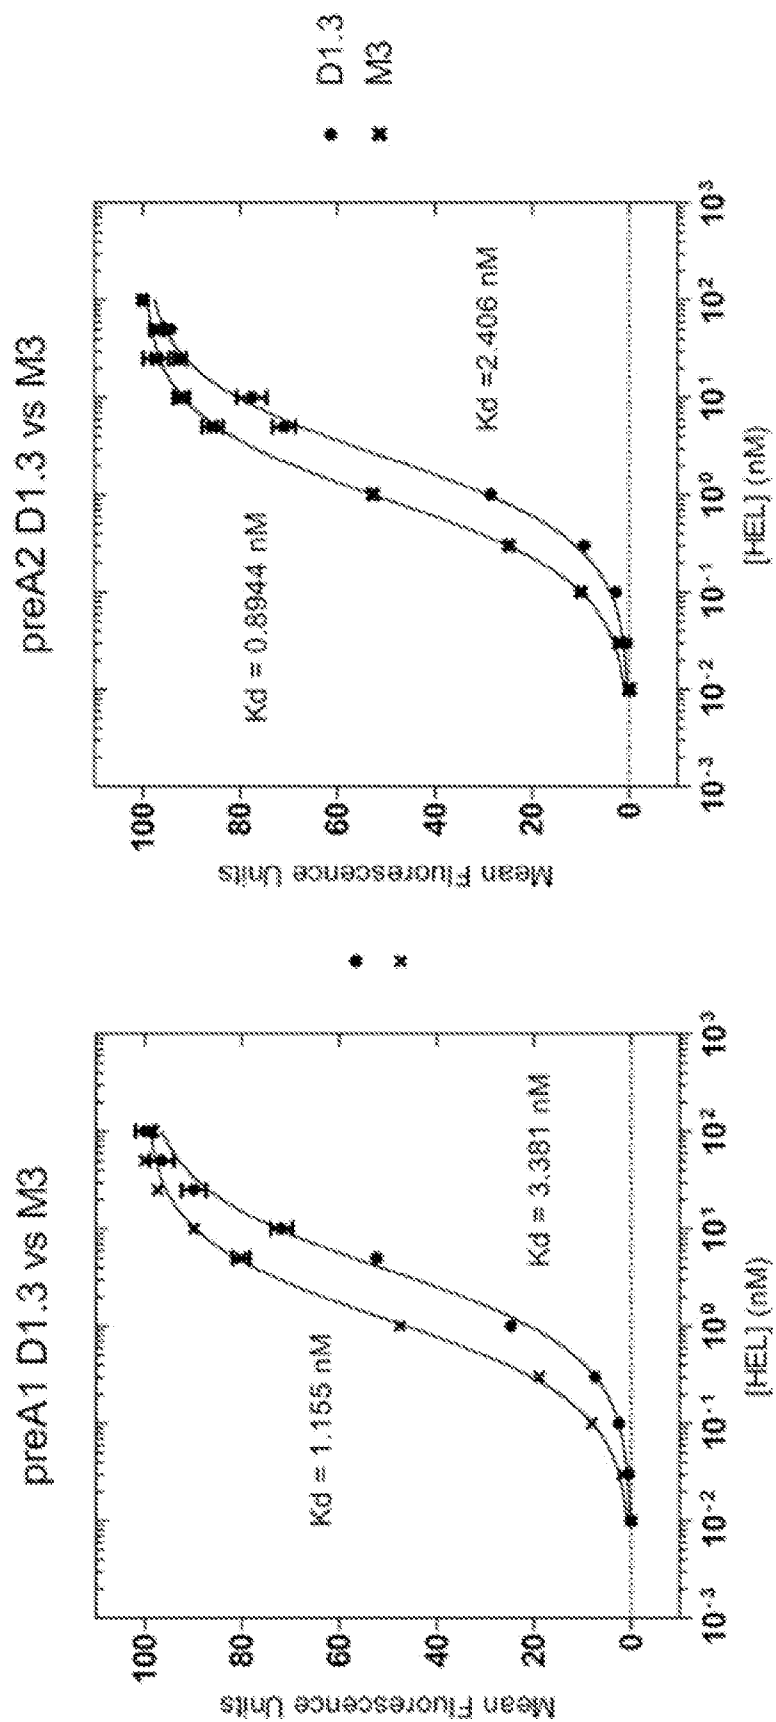 preA1 D1.3 vs M3
Mean Fluorescence Units
100
80
60
40
20
0
Kd = 1.155 nM
Kd = 3.381 nM
10-3
10-2
10-1
100
101
102
103
[HEL] (nM)
preA2 D1.3 vs M3
Mean Fluorescence Units
100
80
60
40
20
0
Kd = 0.8944 nM
Kd =2.406 nM
10-3
10-2
10-1
100
101
102
103
[HEL] (nM)
D1.3
M3